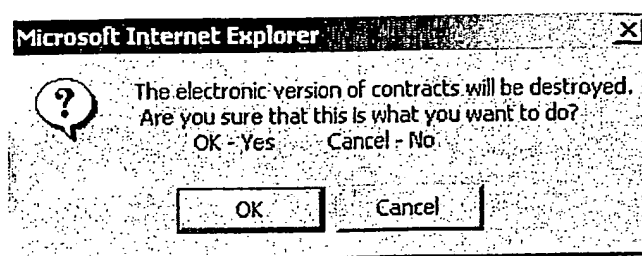 Microsoft Internet Explorer
The electronic version of contracts will be destroyed.
Are you sure that this is what you want to do?
OK - Yes Cancel - No
OK Cancel